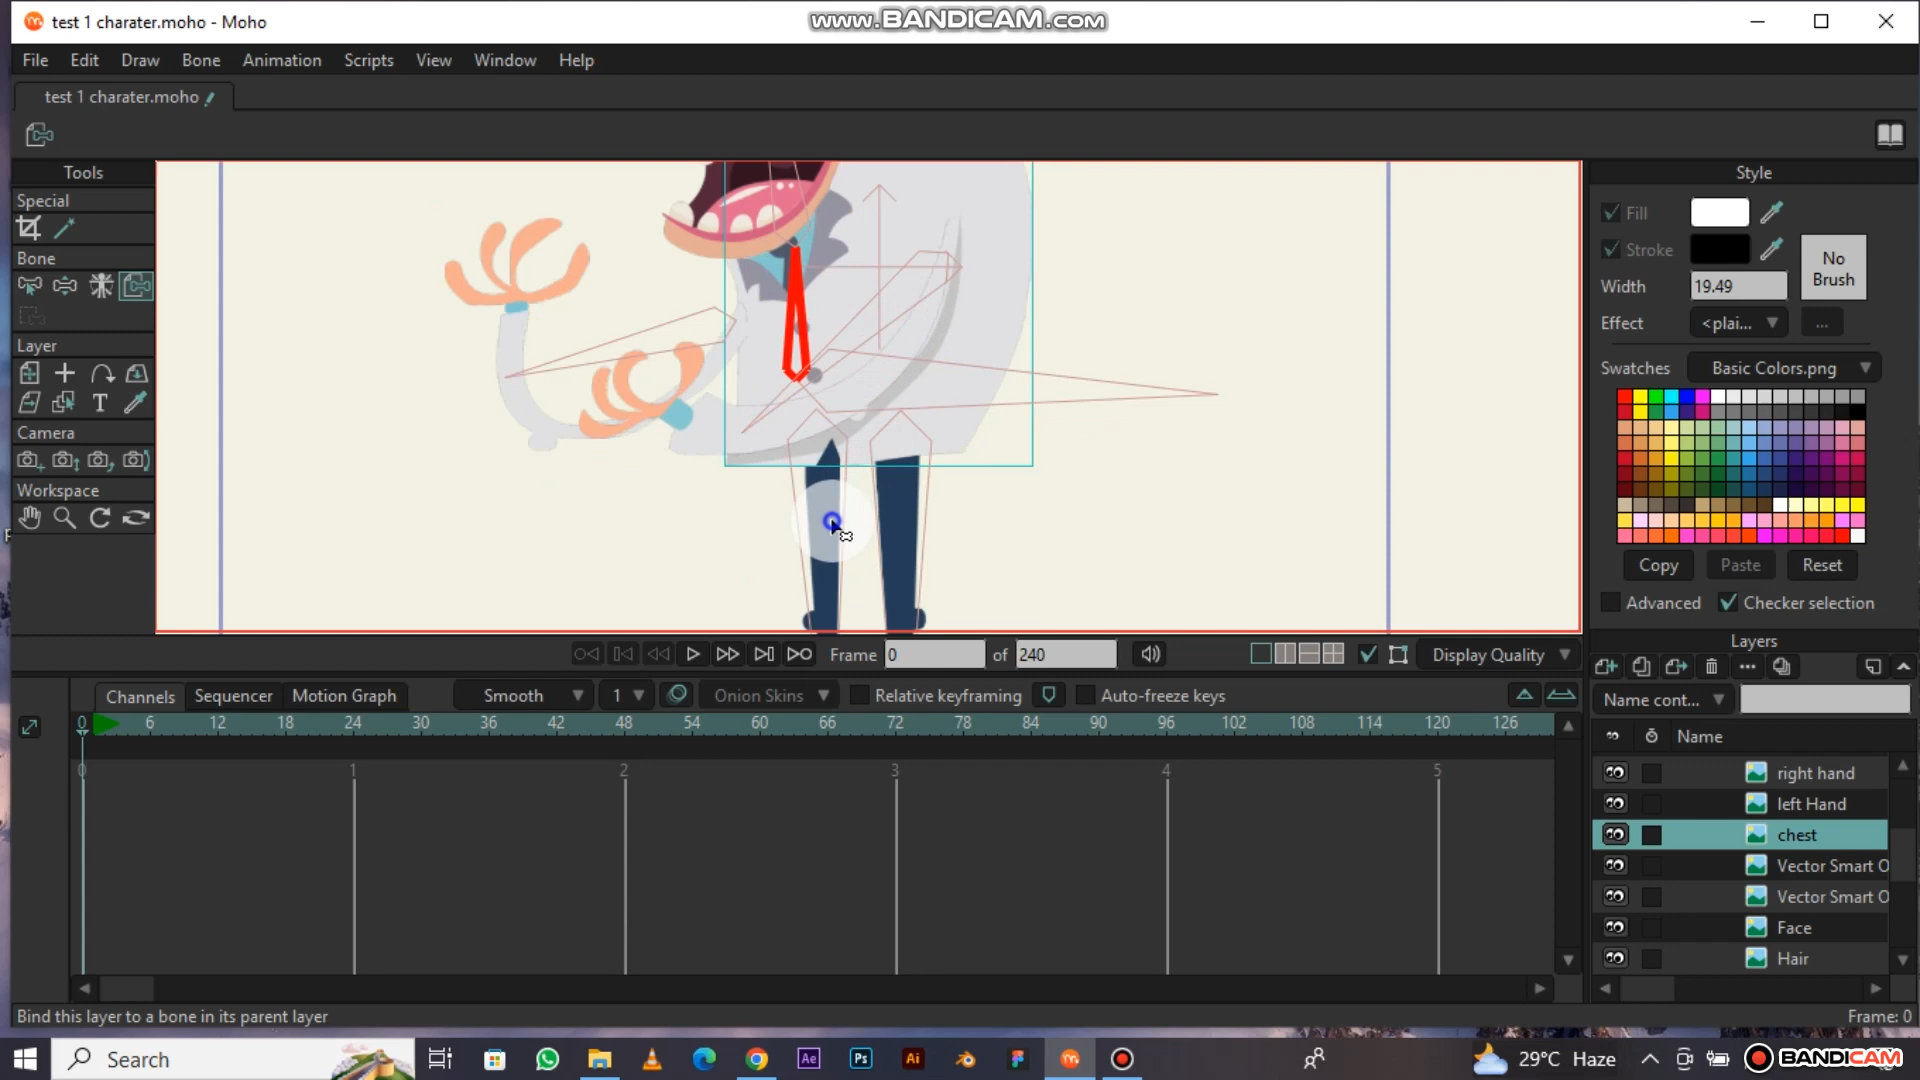 test 1 charater.moho - Moho
www.BANDICAM.com
File Edit Draw Bone Animation Scripts View Window Help
test 1 charater.moho
Tools
Special
Bone
Layer
T
Camera
Workspace
Style
Fill
Stroke
No Brush
Width 19.49
Effect <plai... ...
Swatches Basic Colors.png
Copy Paste Reset
Advanced Checker selection
Frame 0 of 240 Display Quality
Channels Sequencer Motion Graph Smooth 1 Onion Skins Relative keyframing Auto-freeze keys
0 6 12 18 24 30 36 42 48 54 60 66 72 78 84 90 96 102 108 114 120 126
0 1 2 3 4 5
Layers
Name cont...
Name
right hand
left Hand
chest
Vector Smart O
Vector Smart O
Face
Hair
Bind this layer to a bone in its parent layer
Frame: 0
Search
Ae Ps Ai
29°C Haze
BANDICAM